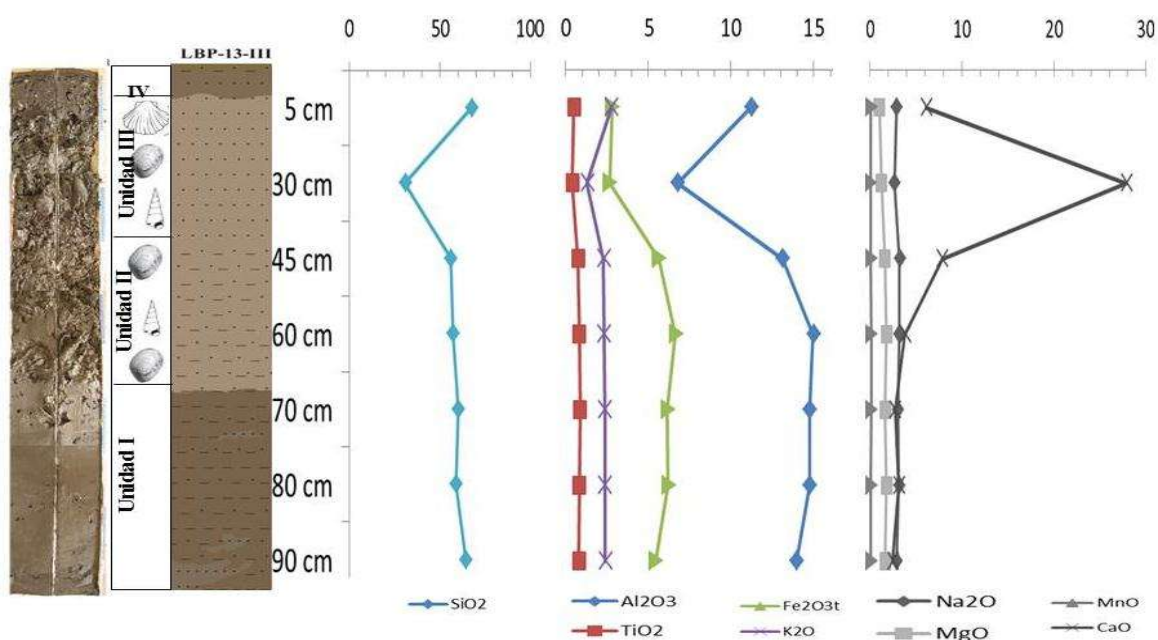 LBP-13-III
0 50 100
0 5 10 15
0 10 20 30
IV
Unidad III
Unidad II
Unidad I
5 cm
30 cm
45 cm
60 cm
70 cm
80 cm
90 cm
SiO2
Al2O3
Fe2O3t
Na2O
MnO
TiO2
K2O
MgO
CaO